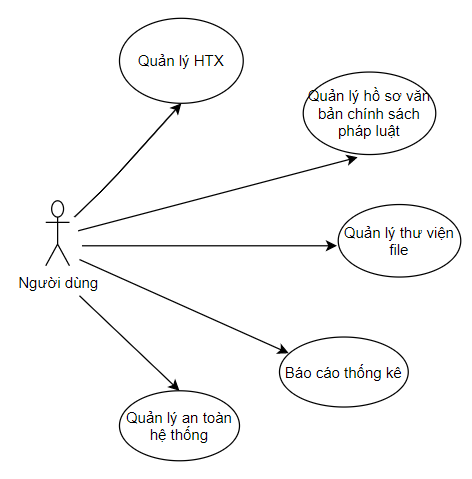 Quản lý HTX
Quản lý hồ sơ văn
bản chính sách
pháp luật
Quản lý thư viện
file
Người dùng
Báo cáo thống kê
Quản lý an toàn
hệ thống